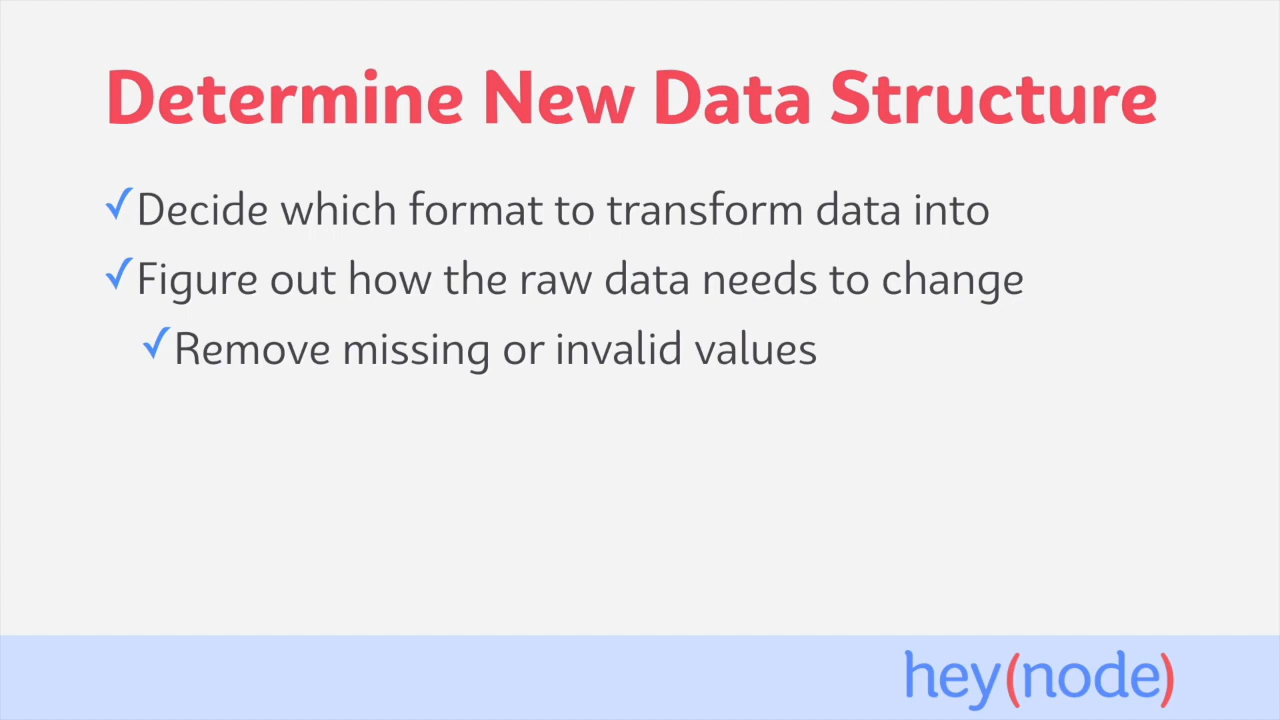 Determine New Data Structure
✓Decide which format to transform data into
✓Figure out how the raw data needs to change
✓Remove missing or invalid values
hey(node)